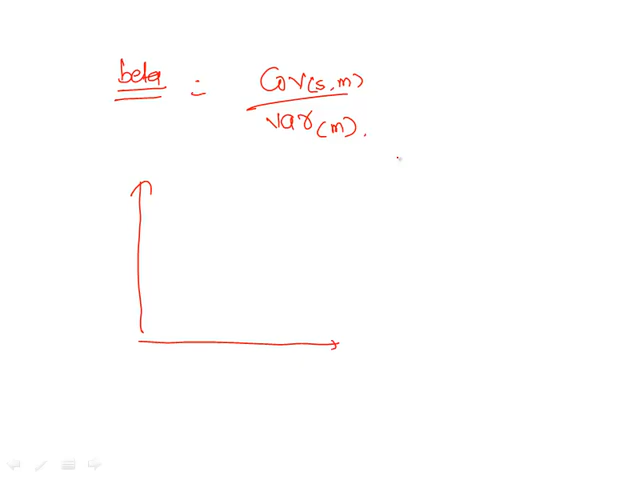 beta = Cov(s,m)
var(m).